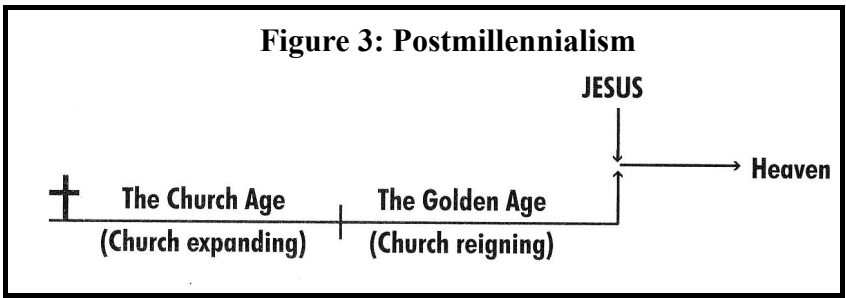 Figure 3: Postmillennialism
JESUS
Heaven
The Church Age
The Golden Age
(Church expanding)
(Church reigning)